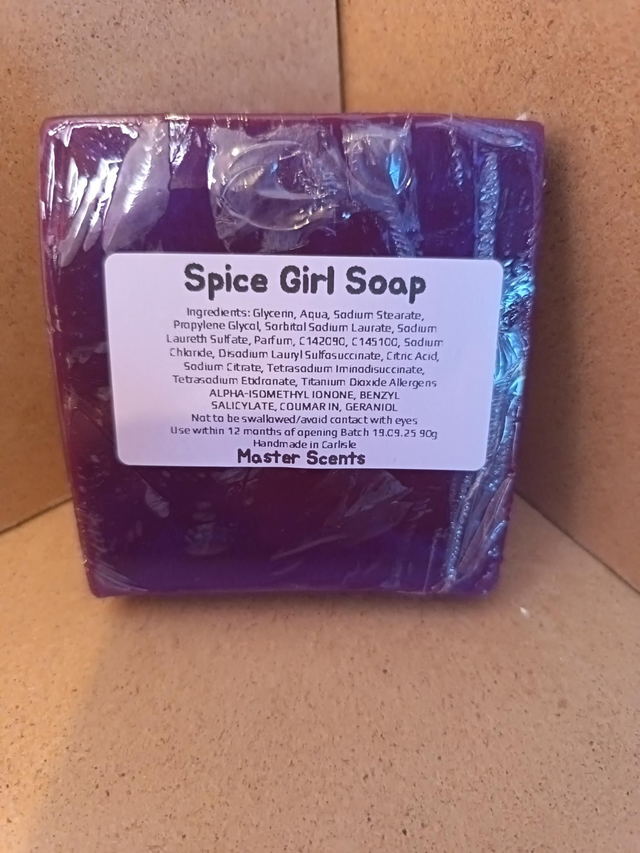 Spice Girl Soap
Ingredients: Glycerin, Aqua, Sodium Stearate,
Propylene Glycol, Sorbitol Sodium Laurate, Sodium
Laureth Sulfate, Parfum, C142090, C145100, Sodium
Chloride, Disodium Lauryl Sulfosuccinate, Citric Acid,
Sodium Citrate, Tetrasodium Iminodisuccinate,
Tetrasodium Etidronate, Titanium Dioxide Allergens
ALPHA-ISOMETHYL IONONE, BENZYL
SALICYLATE, COUMARIN, GERANIOL
Not to be swallowed/avoid contact with eyes
Use within 12 months of opening Batch 19.09.25 90g
Handmade in Carlisle
Master Scents